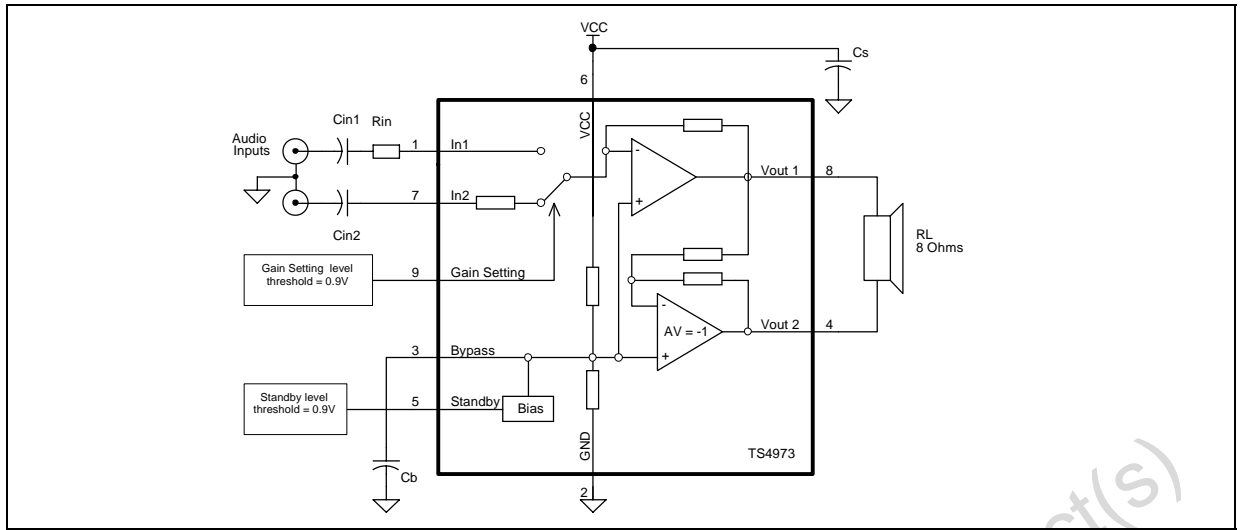 VCC
Cs
6
VCC
Cin1
Rin
Audio
Inputs
1
In1
7
In2
Cin2
Vout 1
8
RL
8 Ohms
Gain Setting level
threshold = 0.9V
9
Gain Setting
-
+
-
+
AV = -1
Vout 2
4
3
Bypass
Standby level
threshold = 0.9V
5
Standby
Bias
GND
TS4973
Cb
2
ct(s)